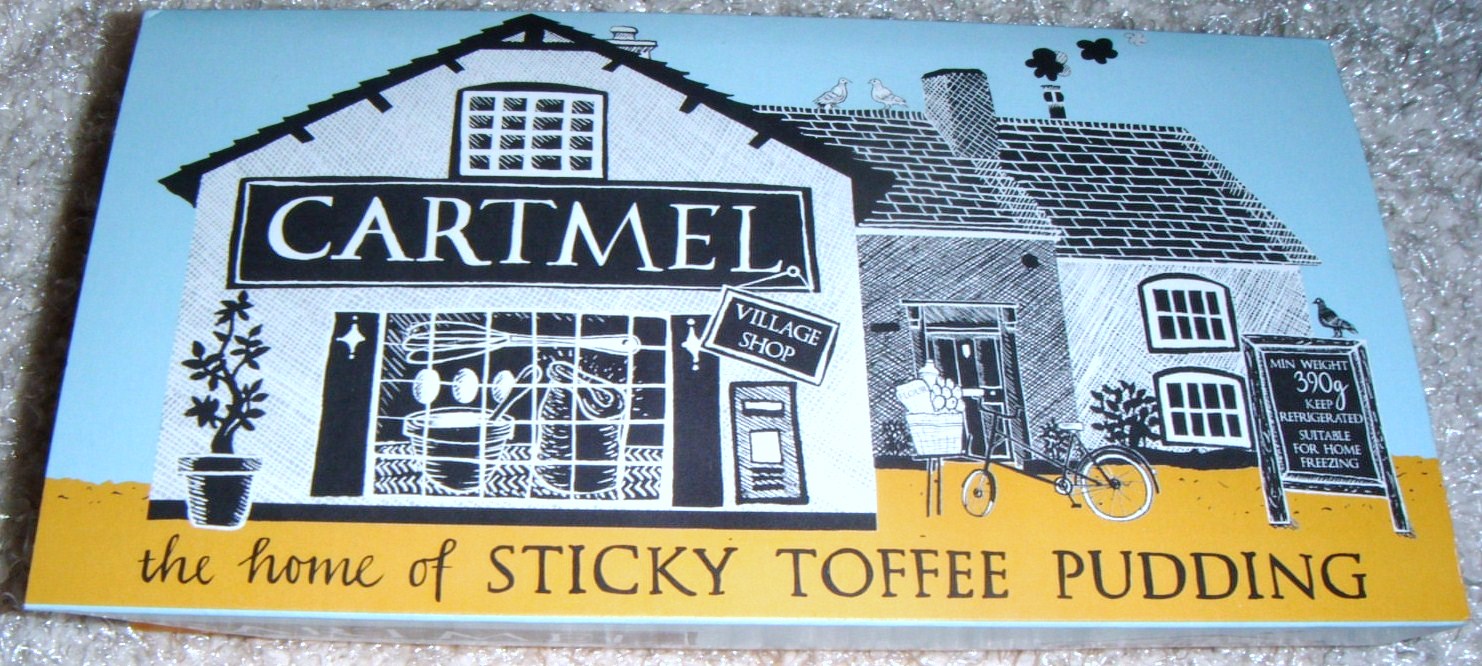 CARTMEL
VILLAGE
SHOP
MIN WEIGHT
390g
KEEP
REFRIGERATED
SUITABLE
FOR HOME
FREEZING
the home of STICKY TOFFEE PUDDING